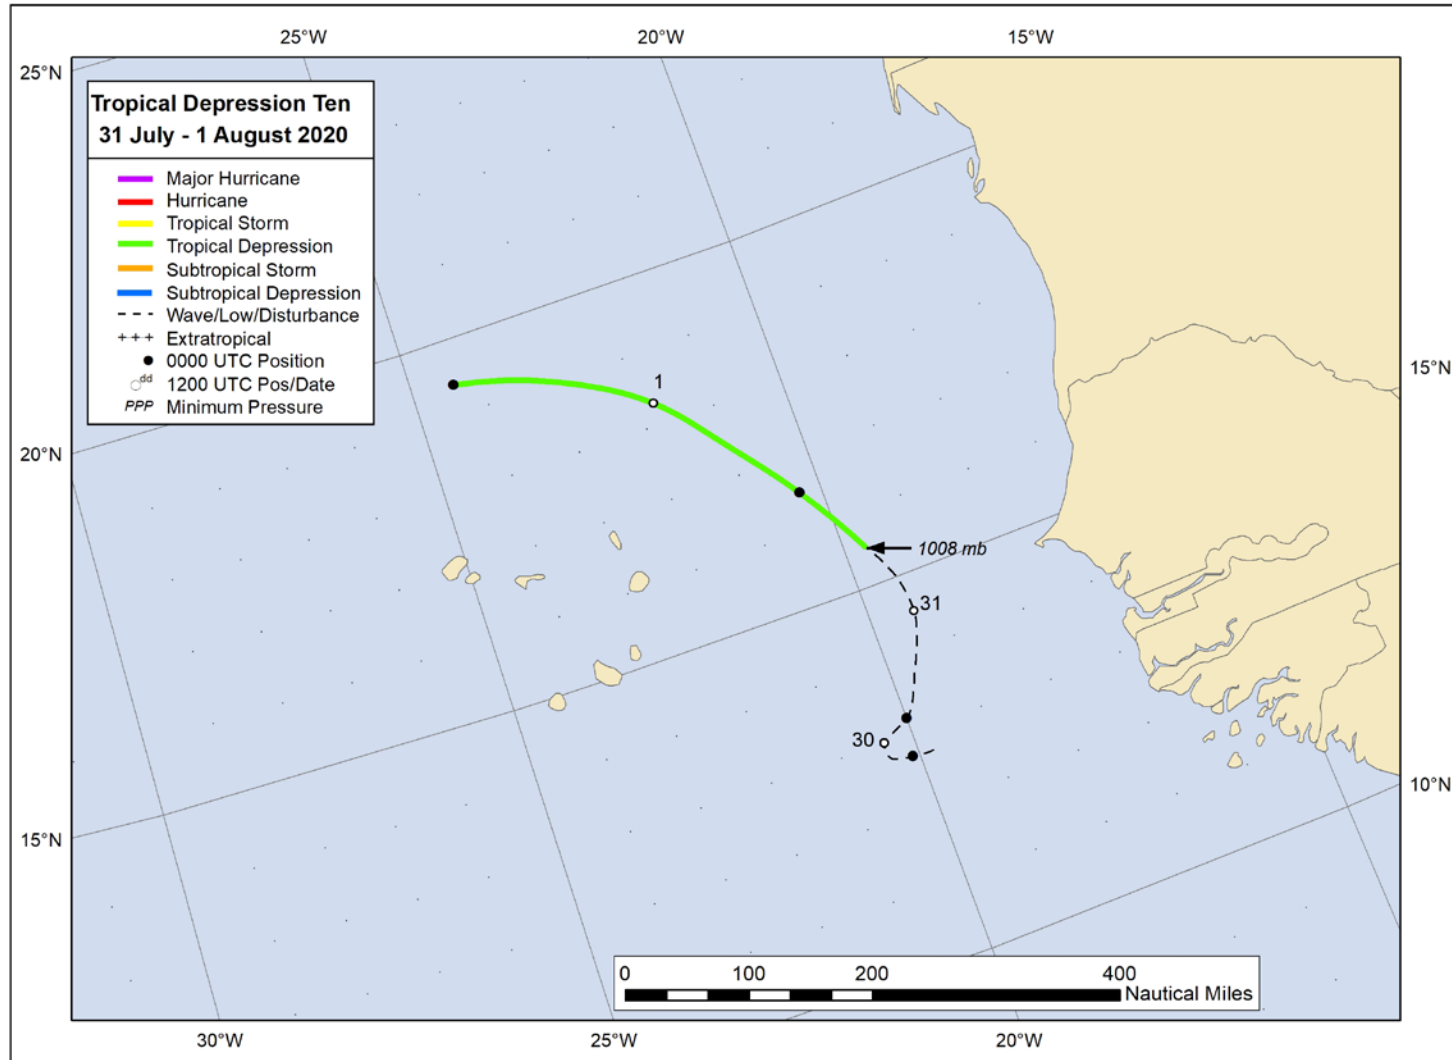 25°W
20°W
15°W
25°N
Tropical Depression Ten
31 July - 1 August 2020
Major Hurricane
Hurricane
Tropical Storm
Tropical Depression
Subtropical Storm
Subtropical Depression
Wave/Low/Disturbance
+++ Extratropical
0000 UTC Position
dd 1200 UTC Pos/Date
PPP Minimum Pressure
15°N
1
20°N
1008 mb
31
30
10°N
15°N
0 100 200 400
Nautical Miles
30°W
25°W
20°W